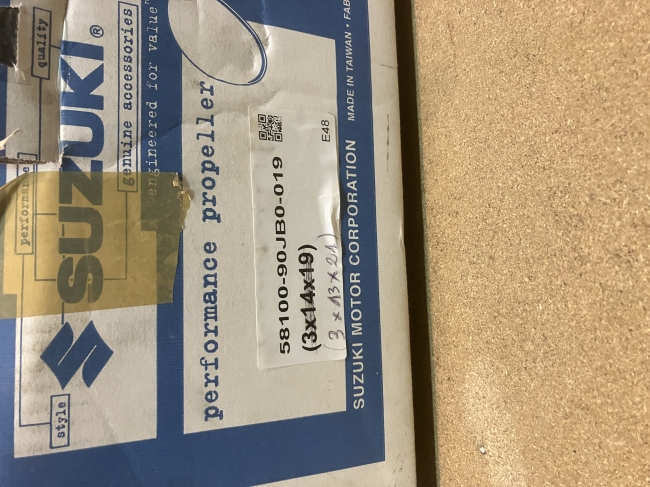 quality
performance
style
SUZUKI®
genuine accessories
engineered for value"
performance propeller
58100-90JB0-019
(3x14x19)
(3 x 13 x 21)
E48
SUZUKI MOTOR CORPORATION MADE IN TAIWAN • FAB